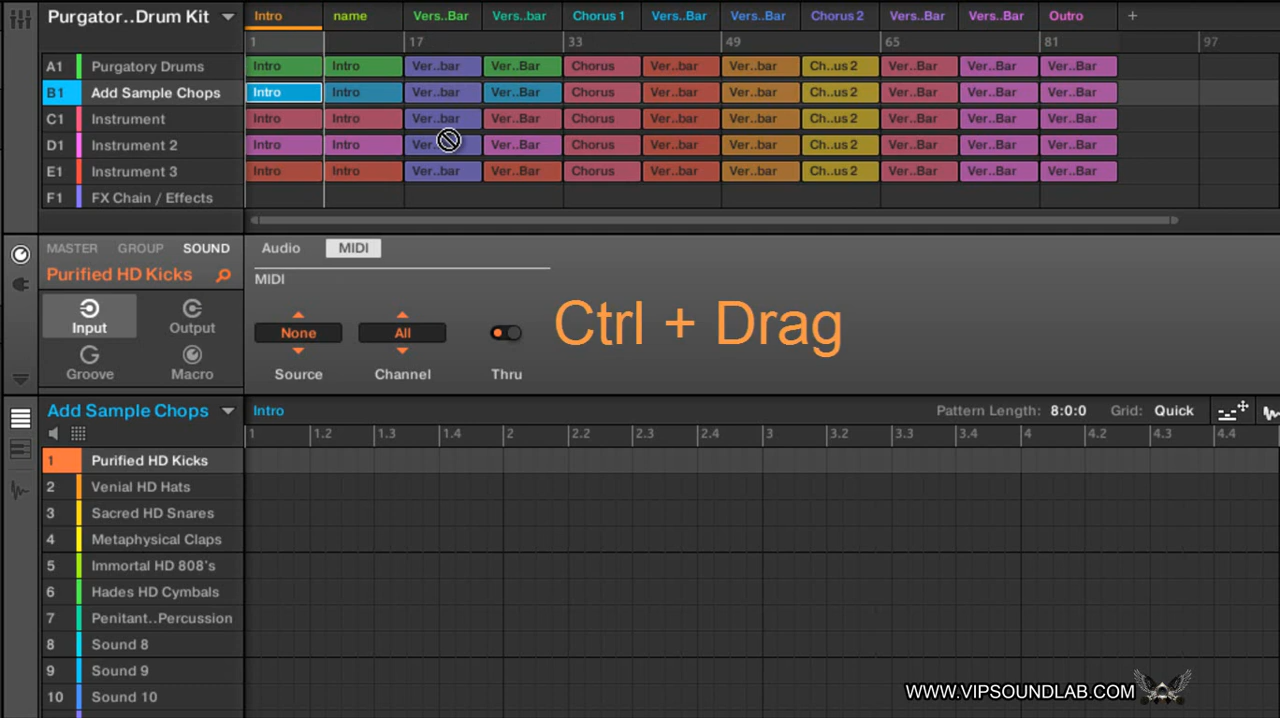 Purgator..Drum Kit Intro name Vers..Bar Vers..bar Chorus 1 Vers..Bar Vers..Bar Chorus 2 Vers..Bar Vers..Bar Outro +
1 17 33 49 65 81 97
A1 Purgatory Drums Intro Intro Ver..bar Ver..Bar Chorus Ver..Bar Ver..Bar Ch..us 2 Ver..Bar Ver..Bar Ver..Bar
B1 Add Sample Chops Intro Intro Ver..bar Ver..Bar Chorus Ver..Bar Ver..Bar Ch..us 2 Ver..Bar Ver..Bar Ver..Bar
C1 Instrument Ver..bar Ver..Bar Chorus Ver..Bar Ver..Bar Ch..us 2 Ver..Bar Ver..Bar Ver..Bar
D1 Instrument 2 Intro Intro Ver.. Ver..Bar Chorus Ver..Bar Ver..Bar Ch..us 2 Ver..Bar Ver..Bar Ver..Bar
E1 Instrument 3 Intro Intro Ver..bar Ver..Bar Chorus Ver..Bar Ver..Bar Ch..us 2 Ver..Bar Ver..Bar Ver..Bar
F1 FX Chain / Effects
MASTER GROUP SOUND Audio MIDI
Purified HD Kicks MIDI
Input Output None All Ctrl + Drag
Groove Macro Source Channel Thru
Add Sample Chops Intro Pattern Length: 8:0:0 Grid: Quick
1 1.2 1.3 1.4 2 2.2 2.3 2.4 3 3.2 3.3 3.4 4 4.2 4.3 4.4
1 Purified HD Kicks
2 Venial HD Hats
3 Sacred HD Snares
4 Metaphysical Claps
5 Immortal HD 808's
6 Hades HD Cymbals
7 Penitant..Percussion
8 Sound 8
9 Sound 9
10 Sound 10
WWW.VIPSOUNDLAB.COM